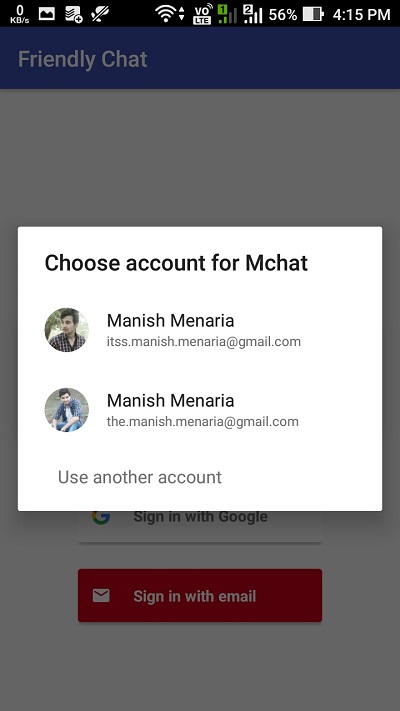 0
KB/s
VO
LTE
1
2
56%
4:15 PM
Friendly Chat
Choose account for Mchat
Manish Menaria
itss.manish.menaria@gmail.com
Manish Menaria
the.manish.menaria@gmail.com
Use another account
Sign in with Google
Sign in with email